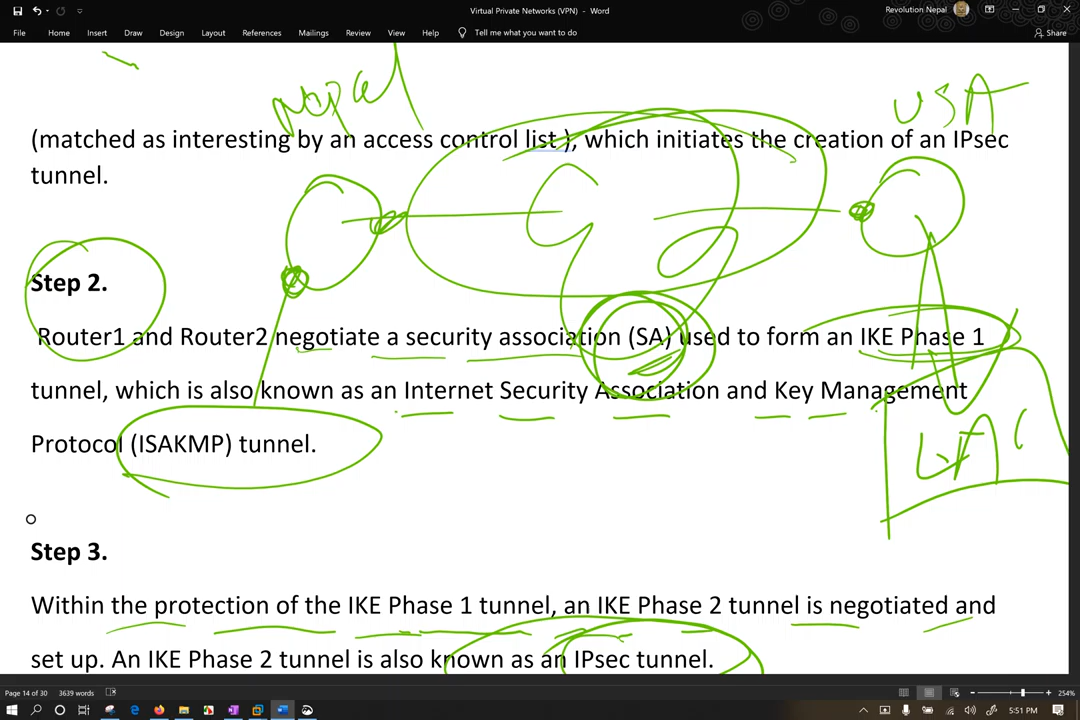 Virtual Private Networks (VPN) - Word
Revolution Nepal
File Home Insert Draw Design Layout References Mailings Review View Help Tell me what you want to do Share
Nepal
USA
(matched as interesting by an access control list ), which initiates the creation of an IPsec
tunnel.
Step 2.
Router1 and Router2 negotiate a security association (SA) used to form an IKE Phase 1
tunnel, which is also known as an Internet Security Association and Key Management
Protocol (ISAKMP) tunnel.
Step 3.
Within the protection of the IKE Phase 1 tunnel, an IKE Phase 2 tunnel is negotiated and
set up. An IKE Phase 2 tunnel is also known as an IPsec tunnel.
Page 14 of 30 3639 words 254%
5:51 PM